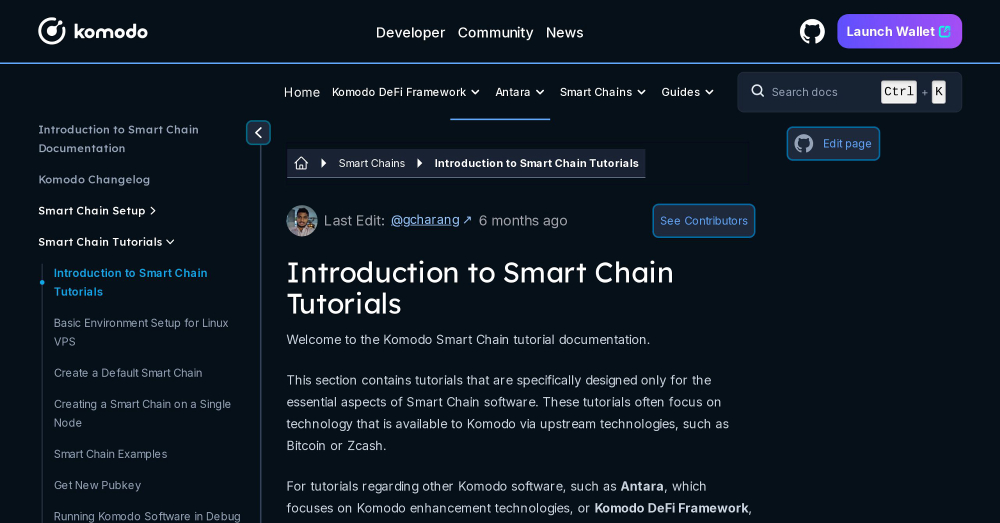 komodo
Developer Community News
Launch Wallet
Home Komodo DeFi Framework Antara Smart Chains Guides
Search docs Ctrl + K
Introduction to Smart Chain
Documentation
Komodo Changelog
Smart Chain Setup
Smart Chain Tutorials
Introduction to Smart Chain
Tutorials
Basic Environment Setup for Linux
VPS
Create a Default Smart Chain
Creating a Smart Chain on a Single
Node
Smart Chain Examples
Get New Pubkey
Running Komodo Software in Debug
Smart Chains Introduction to Smart Chain Tutorials
Edit page
Last Edit: @gcharang ↗ 6 months ago
See Contributors
Introduction to Smart Chain
Tutorials
Welcome to the Komodo Smart Chain tutorial documentation.
This section contains tutorials that are specifically designed only for the
essential aspects of Smart Chain software. These tutorials often focus on
technology that is available to Komodo via upstream technologies, such as
Bitcoin or Zcash.
For tutorials regarding other Komodo software, such as Antara, which
focuses on Komodo enhancement technologies, or Komodo DeFi Framework,